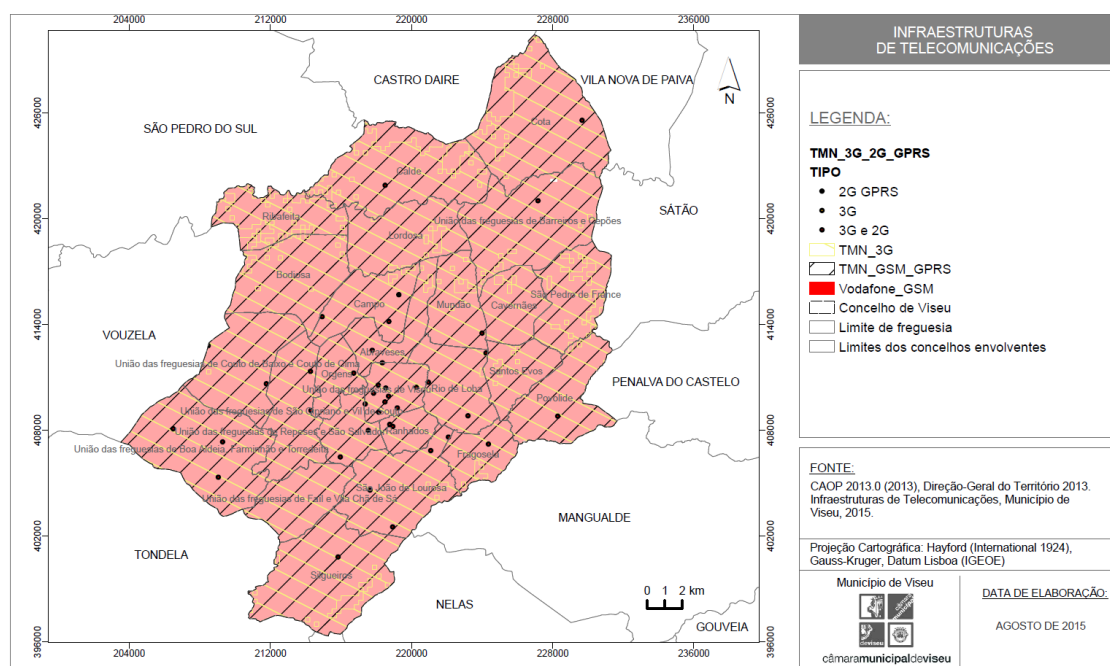 204000
212000
220000
228000
236000
INFRAESTRUTURAS
DE TELECOMUNICAÇÕES
CASTRO DAIRE
VILA NOVA DE PAIVA
N
426000
426000
SÃO PEDRO DO SUL
Cota
LEGENDA:
TMN_3G_2G_GPRS
TIPO
2G GPRS
3G
3G e 2G
TMN_3G
TMN_GSM_GPRS
Vodafone_GSM
Concelho de Viseu
Limite de freguesia
Limites dos concelhos envolventes
Calde
SÁTÃO
420000
420000
Ribafeita
União das freguesias de Barreiros e Cepões
Lordosa
Bodiosa
São Pedro de France
Campo
Mundão
Cavernães
414000
414000
VOUZELA
Abraveses
União das freguesias de Couto de Baixo e Couto de Cima
Orgens
Santos Evos
PENALVA DO CASTELO
União das freguesias de Viseu
Rio de Loba
Povolide
União das freguesias de São Cipriano e Vil de Souto
408000
408000
União das freguesias de Repeses e São Salvador
Ranhados
União das freguesias de Boa Aldeia, Farminhão e Torredeita
Fragosela
FONTE:
CAOP 2013.0 (2013), Direção-Geral do Território 2013.
Infraestruturas de Telecomunicações, Município de
Viseu, 2015.
São João de Lourosa
União das freguesias de Faíl e Vila Chã de Sá
MANGUALDE
402000
402000
TONDELA
Projeção Cartográfica: Hayford (International 1924),
Gauss-Kruger, Datum Lisboa (IGEOE)
Silgueiros
0 1 2 km
NELAS
GOUVEIA
396000
396000
Município de Viseu
câmaramunicipaldeviseu
DATA DE ELABORAÇÃO:
AGOSTO DE 2015
204000
212000
220000
228000
236000